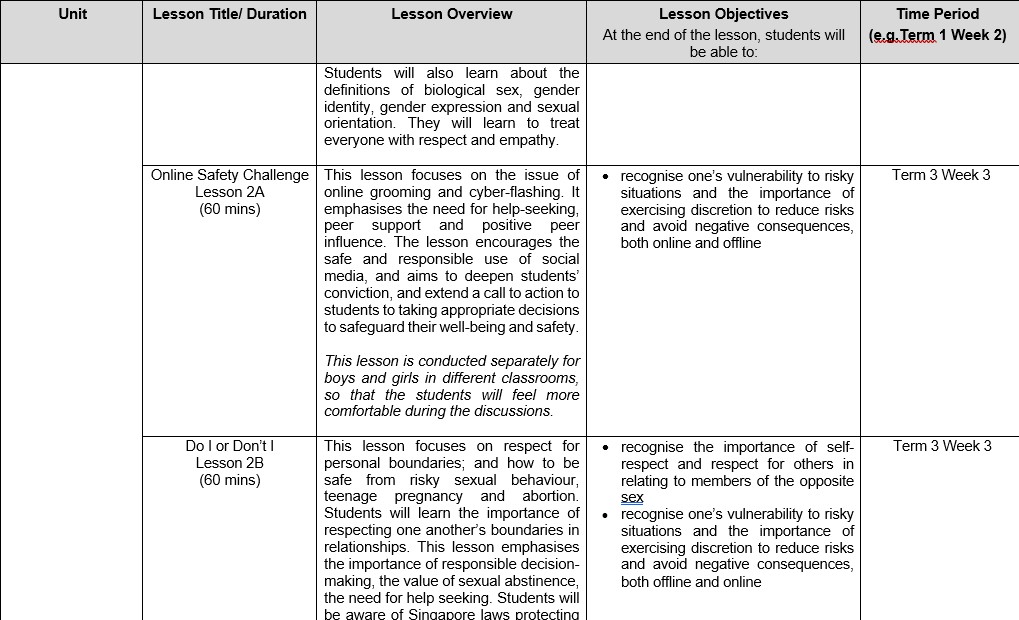 Unit
Lesson Title/ Duration
Lesson Overview
Lesson Objectives
At the end of the lesson, students will
be able to:
Time Period
(e.g.Term 1 Week 2)
Students will also learn about the
definitions of biological sex, gender
identity, gender expression and sexual
orientation. They will learn to treat
everyone with respect and empathy.
Online Safety Challenge
Lesson 2A
(60 mins)
This lesson focuses on the issue of
online grooming and cyber-flashing. It
emphasises the need for help-seeking,
peer support and positive peer
influence. The lesson encourages the
safe and responsible use of social
media, and aims to deepen students’
conviction, and extend a call to action to
students to taking appropriate decisions
to safeguard their well-being and safety.
This lesson is conducted separately for
boys and girls in different classrooms,
so that the students will feel more
comfortable during the discussions.
• recognise one’s vulnerability to risky
situations and the importance of
exercising discretion to reduce risks
and avoid negative consequences,
both online and offline
Term 3 Week 3
Do I or Don’t I
Lesson 2B
(60 mins)
This lesson focuses on respect for
personal boundaries; and how to be
safe from risky sexual behaviour,
teenage pregnancy and abortion.
Students will learn the importance of
respecting one another’s boundaries in
relationships. This lesson emphasises
the importance of responsible decision-
making, the value of sexual abstinence,
the need for help seeking. Students will
be aware of Singapore laws protecting
• recognise the importance of self-
respect and respect for others in
relating to members of the opposite
sex
• recognise one’s vulnerability to risky
situations and the importance of
exercising discretion to reduce risks
and avoid negative consequences,
both offline and online
Term 3 Week 3